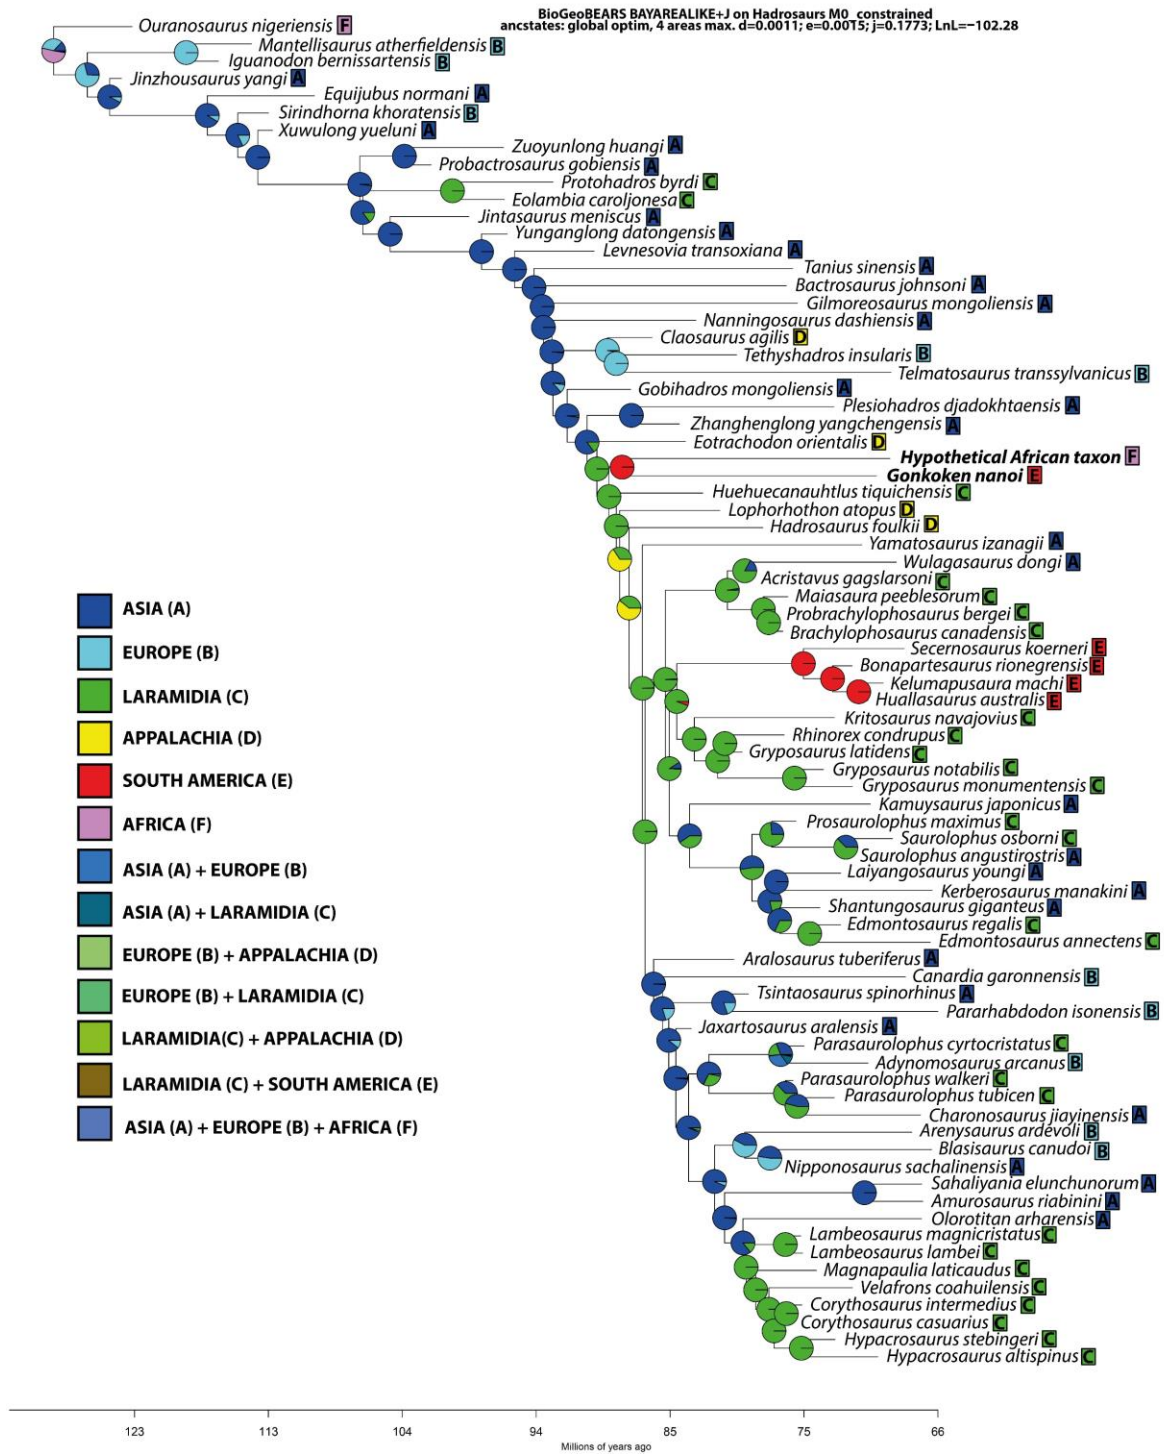 BioGeoBEARS BAYAREALIKE+J on Hadrosaurs M0_constrained
ancstates: global optim, 4 areas max. d=0.0011; e=0.0015; j=0.1773; LnL=−102.28
Ouranosaurus nigeriensis F
Mantellisaurus atherfieldensis B
Iguanodon bernissartensis B
Jinzhousaurus yangi A
Equijubus normani A
Sirindhorna khoratensis B
Xuwulong yueluni A
Zuoyunlong huangi A
Probactrosaurus gobiensis A
Protohadros byrdi C
Eolambia caroljonesa C
Jintasaurus meniscus A
Yunganglong datongensis A
Levnesovia transoxiana A
Tanius sinensis A
Bactrosaurus johnsoni A
Gilmoreosaurus mongoliensis A
Nanningosaurus dashiensis A
Claosaurus agilis D
Tethyshadros insularis B
Telmatosaurus transsylvanicus B
Gobihadros mongoliensis A
Plesiohadros djadokhtaensis A
Zhanghenglong yangchengensis A
Eotrachodon orientalis D
Hypothetical African taxon F
Gonkoken nanoi E
Huehuecanauhtlus tiquichensis C
Lophorhothon atopus D
Hadrosaurus foulkii D
Yamatosaurus izanagii A
Wulagasaurus dongi A
Acristavus gagslarsoni C
Maiasaura peeblesorum C
Probrachylophosaurus bergei C
Brachylophosaurus canadensis C
Secernosaurus koerneri E
Bonapartesaurus rionegrensis E
Kelumapusaura machi E
Huallasaurus australis E
Kritosaurus navajovius C
Rhinorex condrupus C
Gryposaurus latidens C
Gryposaurus notabilis C
Gryposaurus monumentensis C
Kamuysaurus japonicus A
Prosaurolophus maximus C
Saurolophus osborni C
Saurolophus angustirostris A
Laiyangosaurus youngi A
Kerberosaurus manakini A
Shantungosaurus giganteus A
Edmontosaurus regalis C
Edmontosaurus annectens C
Aralosaurus tuberiferus A
Canardia garonnensis B
Tsintaosaurus spinorhinus A
Pararhabdodon isonensis B
Jaxartosaurus aralensis A
Parasaurolophus cyrtocristatus C
Adynomosaurus arcanus B
Parasaurolophus walkeri C
Parasaurolophus tubicen C
Charonosaurus jiayinensis A
Arenysaurus ardevoli B
Blasisaurus canudoi B
Nipponosaurus sachalinensis A
Sahaliyania elunchunorum A
Amurosaurus riabinini A
Olorotitan arharensis A
Lambeosaurus magnicristatus C
Lambeosaurus lambei C
Magnapaulia laticaudus C
Velafrons coahuilensis C
Corythosaurus intermedius C
Corythosaurus casuarius C
Hypacrosaurus stebingeri C
Hypacrosaurus altispinus C
ASIA (A)
EUROPE (B)
LARAMIDIA (C)
APPALACHIA (D)
SOUTH AMERICA (E)
AFRICA (F)
ASIA (A) + EUROPE (B)
ASIA (A) + LARAMIDIA (C)
EUROPE (B) + APPALACHIA (D)
EUROPE (B) + LARAMIDIA (C)
LARAMIDIA(C) + APPALACHIA (D)
LARAMIDIA (C) + SOUTH AMERICA (E)
ASIA (A) + EUROPE (B) + AFRICA (F)
123 113 104 94 85 75 66
Millions of years ago